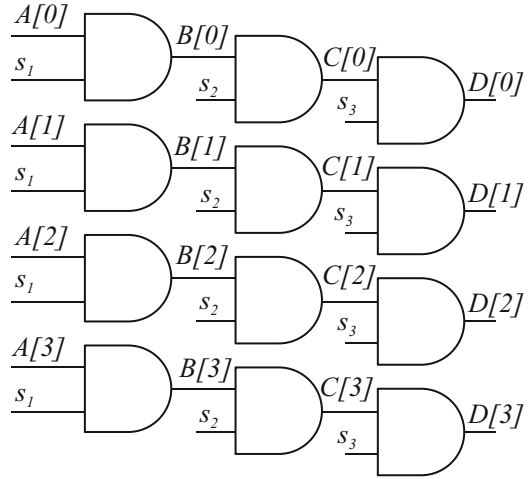 A[0]
s₁
B[0]
s₂
C[0]
s₃
D[0]
A[1]
s₁
B[1]
s₂
C[1]
s₃
D[1]
A[2]
s₁
B[2]
s₂
C[2]
s₃
D[2]
A[3]
s₁
B[3]
s₂
C[3]
s₃
D[3]